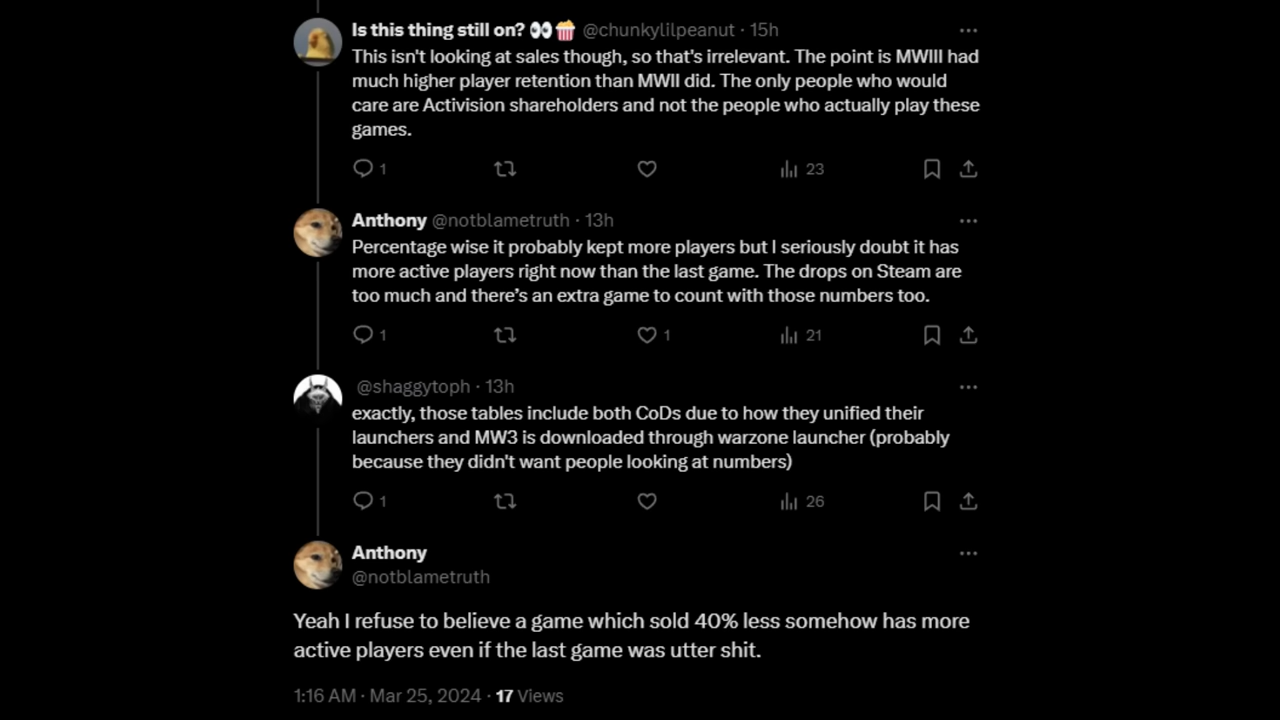 Is this thing still on? 👀🍿 @chunkylilpeanut · 15h
This isn't looking at sales though, so that's irrelevant. The point is MWIII had
much higher player retention than MWII did. The only people who would
care are Activision shareholders and not the people who actually play these
games.
1 23
Anthony @notblametruth · 13h
Percentage wise it probably kept more players but I seriously doubt it has
more active players right now than the last game. The drops on Steam are
too much and there's an extra game to count with those numbers too.
1 1 21
@shaggytoph · 13h
exactly, those tables include both CoDs due to how they unified their
launchers and MW3 is downloaded through warzone launcher (probably
because they didn't want people looking at numbers)
1 26
Anthony
@notblametruth
Yeah I refuse to believe a game which sold 40% less somehow has more
active players even if the last game was utter shit.
1:16 AM · Mar 25, 2024 · 17 Views